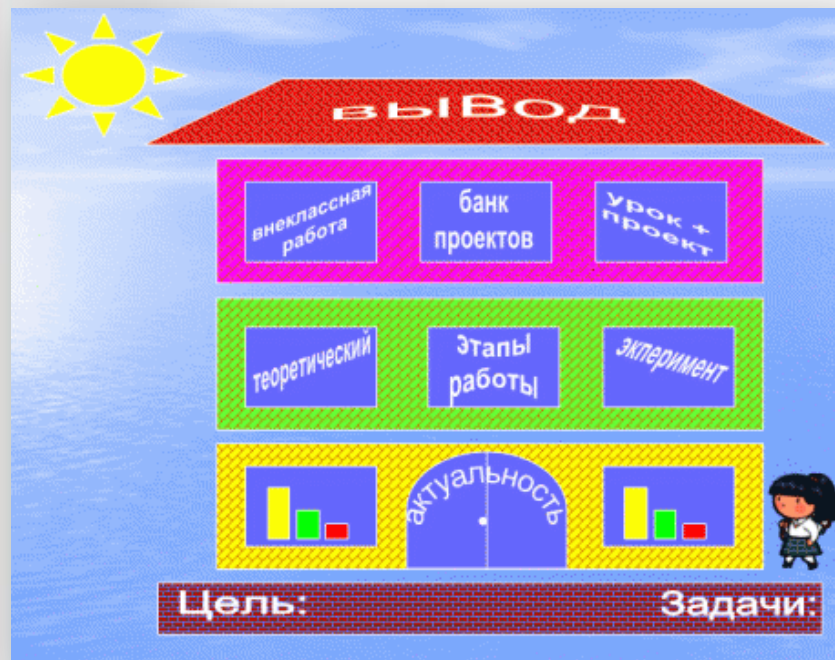 вывод
внеклассная
работа
банк
проектов
урок +
проект
теоретический
этапы
работы
экперимент
актуальность
Цель:
Задачи: